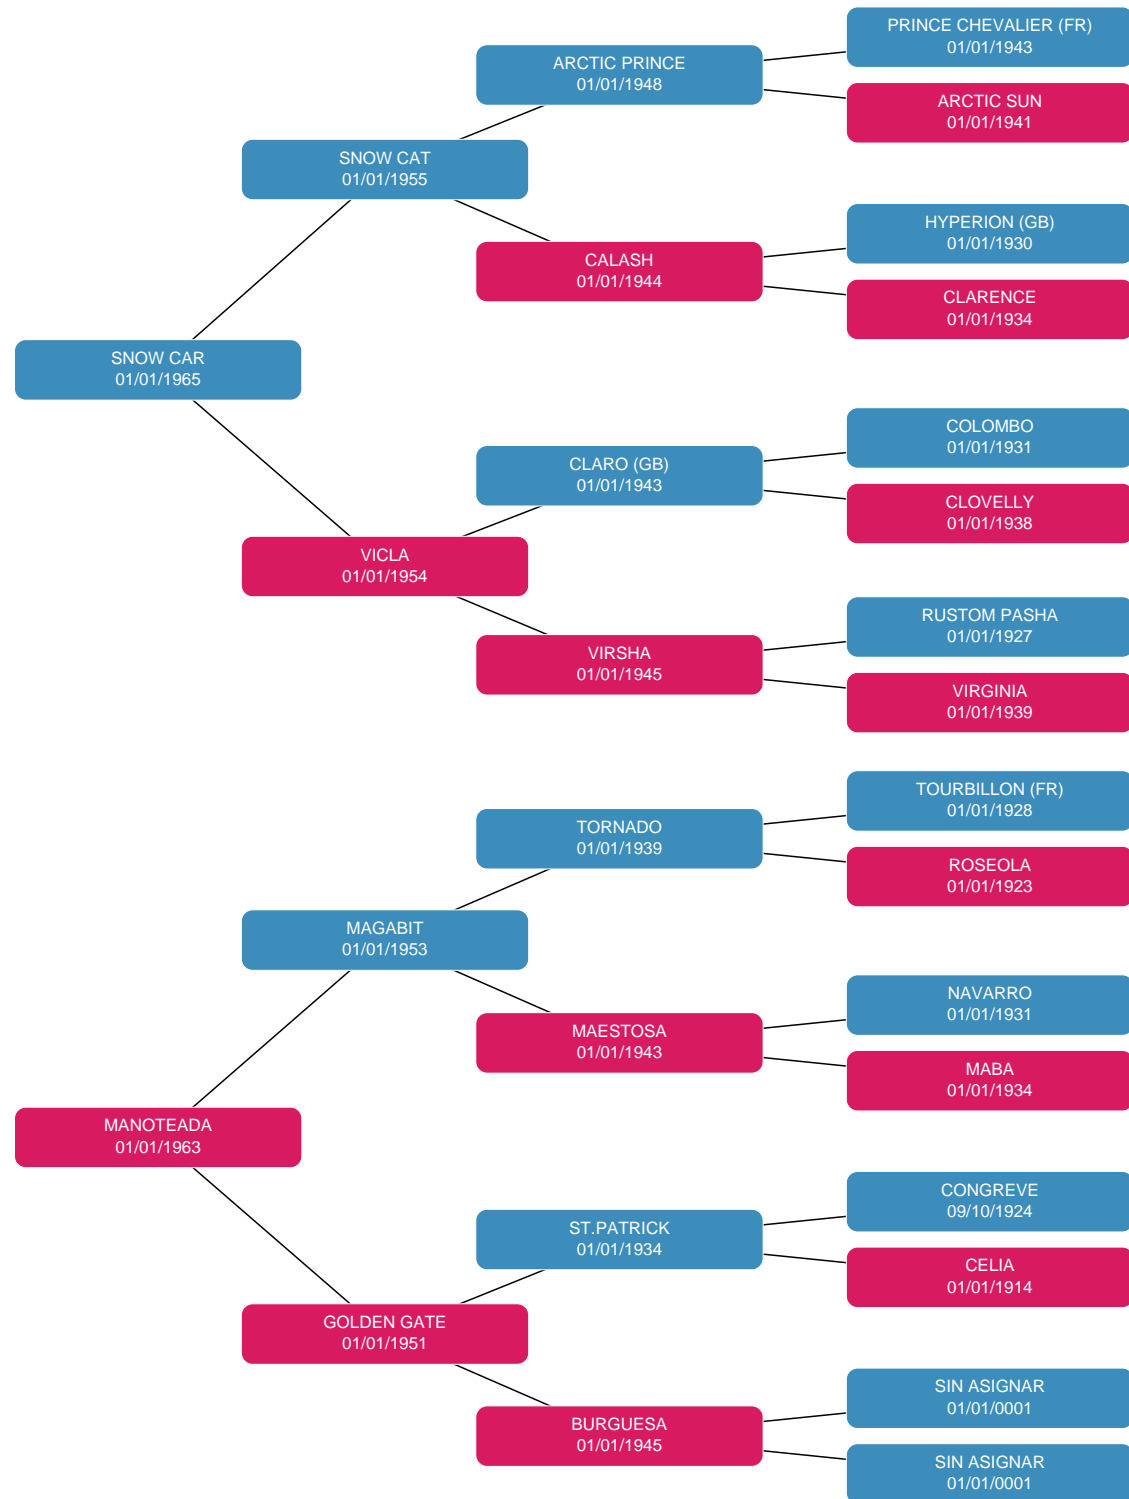 PRINCE CHEVALIER (FR)
01/01/1943
ARCTIC PRINCE
01/01/1948
ARCTIC SUN
01/01/1941
SNOW CAT
01/01/1955
HYPERION (GB)
01/01/1930
CALASH
01/01/1944
CLARENCE
01/01/1934
SNOW CAR
01/01/1965
COLOMBO
01/01/1931
CLARO (GB)
01/01/1943
CLOVELLY
01/01/1938
VICLA
01/01/1954
RUSTOM PASHA
01/01/1927
VIRSHA
01/01/1945
VIRGINIA
01/01/1939
TOURBILLON (FR)
01/01/1928
TORNADO
01/01/1939
ROSEOLA
01/01/1923
MAGABIT
01/01/1953
NAVARRO
01/01/1931
MAESTOSA
01/01/1943
MABA
01/01/1934
MANOTEADA
01/01/1963
CONGREVE
09/10/1924
ST.PATRICK
01/01/1934
CELIA
01/01/1914
GOLDEN GATE
01/01/1951
SIN ASIGNAR
01/01/0001
BURGUESA
01/01/1945
SIN ASIGNAR
01/01/0001